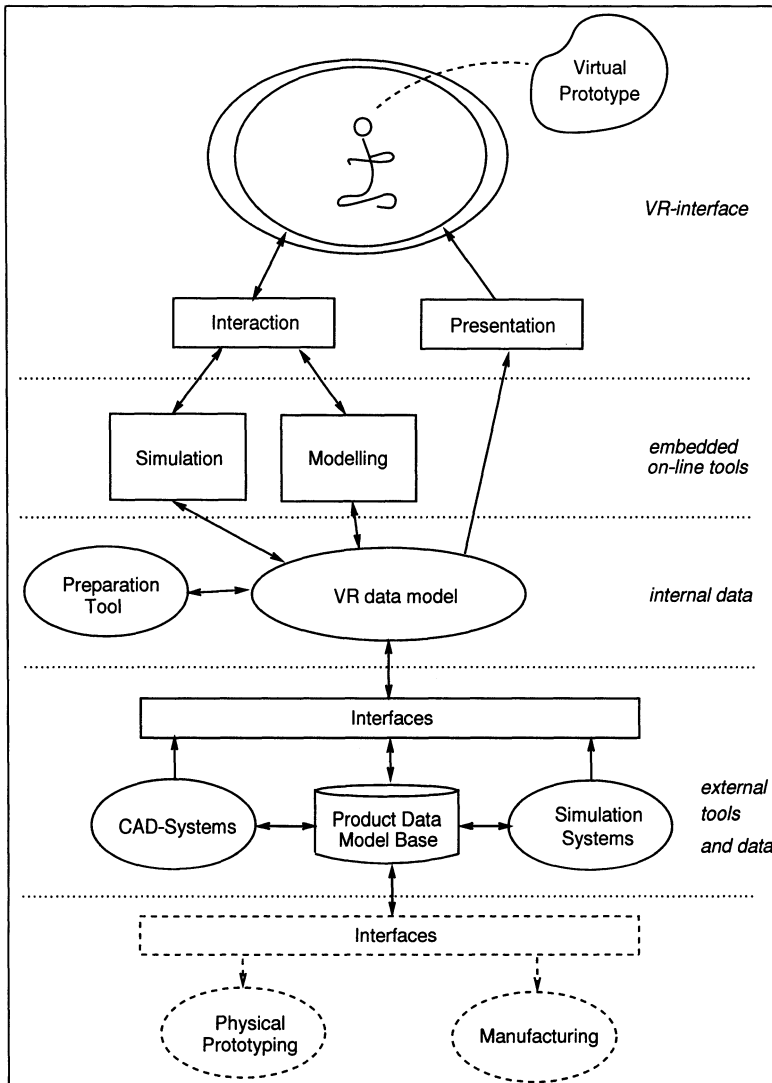 Virtual
Prototype
VR-interface
Interaction
Presentation
Simulation
Modelling
embedded
on-line tools
Preparation
Tool
VR data model
internal data
Interfaces
CAD-Systems
Product Data
Model Base
Simulation
Systems
external
tools
and data
Interfaces
Physical
Prototyping
Manufacturing